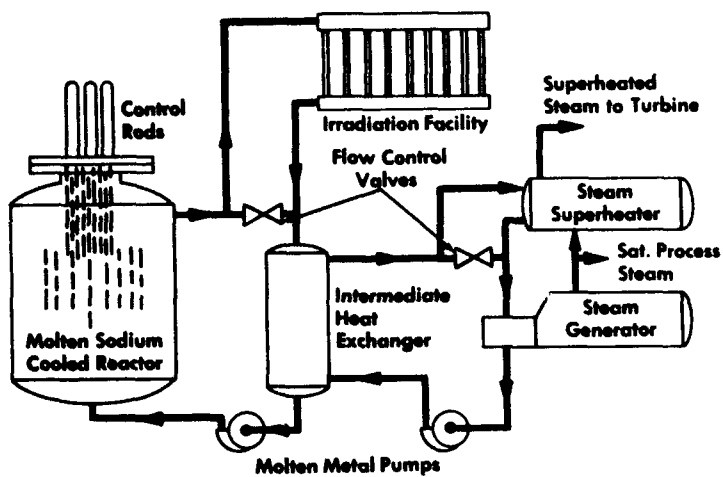 Superheated
Steam to Turbine
Control
Rods
Irradiation Facility
Flow Control
Valves
Steam
Superheater
Sat. Process
Steam
Intermediate
Heat
Exchanger
Steam
Generator
Molten Sodium
Cooled Reactor
Molten Metal Pumps